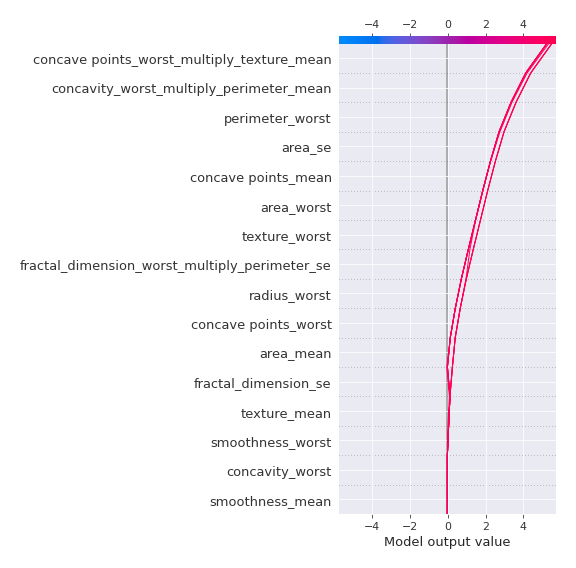 −4 −2 0 2 4
concave points_worst_multiply_texture_mean
concavity_worst_multiply_perimeter_mean
perimeter_worst
area_se
concave points_mean
area_worst
texture_worst
fractal_dimension_worst_multiply_perimeter_se
radius_worst
concave points_worst
area_mean
fractal_dimension_se
texture_mean
smoothness_worst
concavity_worst
smoothness_mean
−4 −2 0 2 4
Model output value